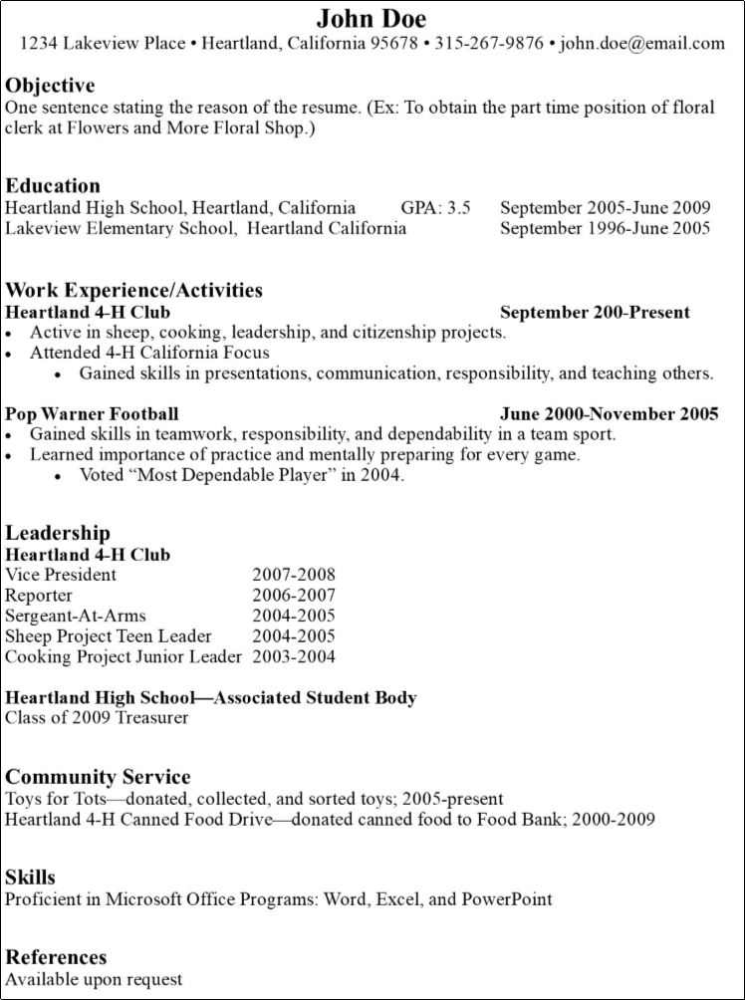 John Doe
1234 Lakeview Place • Heartland, California 95678 • 315-267-9876 • john.doe@email.com
Objective
One sentence stating the reason of the resume. (Ex: To obtain the part time position of floral
clerk at Flowers and More Floral Shop.)
Education
Heartland High School, Heartland, California GPA: 3.5 September 2005-June 2009
Lakeview Elementary School, Heartland California September 1996-June 2005
Work Experience/Activities
Heartland 4-H Club September 200-Present
• Active in sheep, cooking, leadership, and citizenship projects.
• Attended 4-H California Focus
• Gained skills in presentations, communication, responsibility, and teaching others.
Pop Warner Football June 2000-November 2005
• Gained skills in teamwork, responsibility, and dependability in a team sport.
• Learned importance of practice and mentally preparing for every game.
• Voted “Most Dependable Player” in 2004.
Leadership
Heartland 4-H Club
Vice President 2007-2008
Reporter 2006-2007
Sergeant-At-Arms 2004-2005
Sheep Project Teen Leader 2004-2005
Cooking Project Junior Leader 2003-2004
Heartland High School—Associated Student Body
Class of 2009 Treasurer
Community Service
Toys for Tots—donated, collected, and sorted toys; 2005-present
Heartland 4-H Canned Food Drive—donated canned food to Food Bank; 2000-2009
Skills
Proficient in Microsoft Office Programs: Word, Excel, and PowerPoint
References
Available upon request